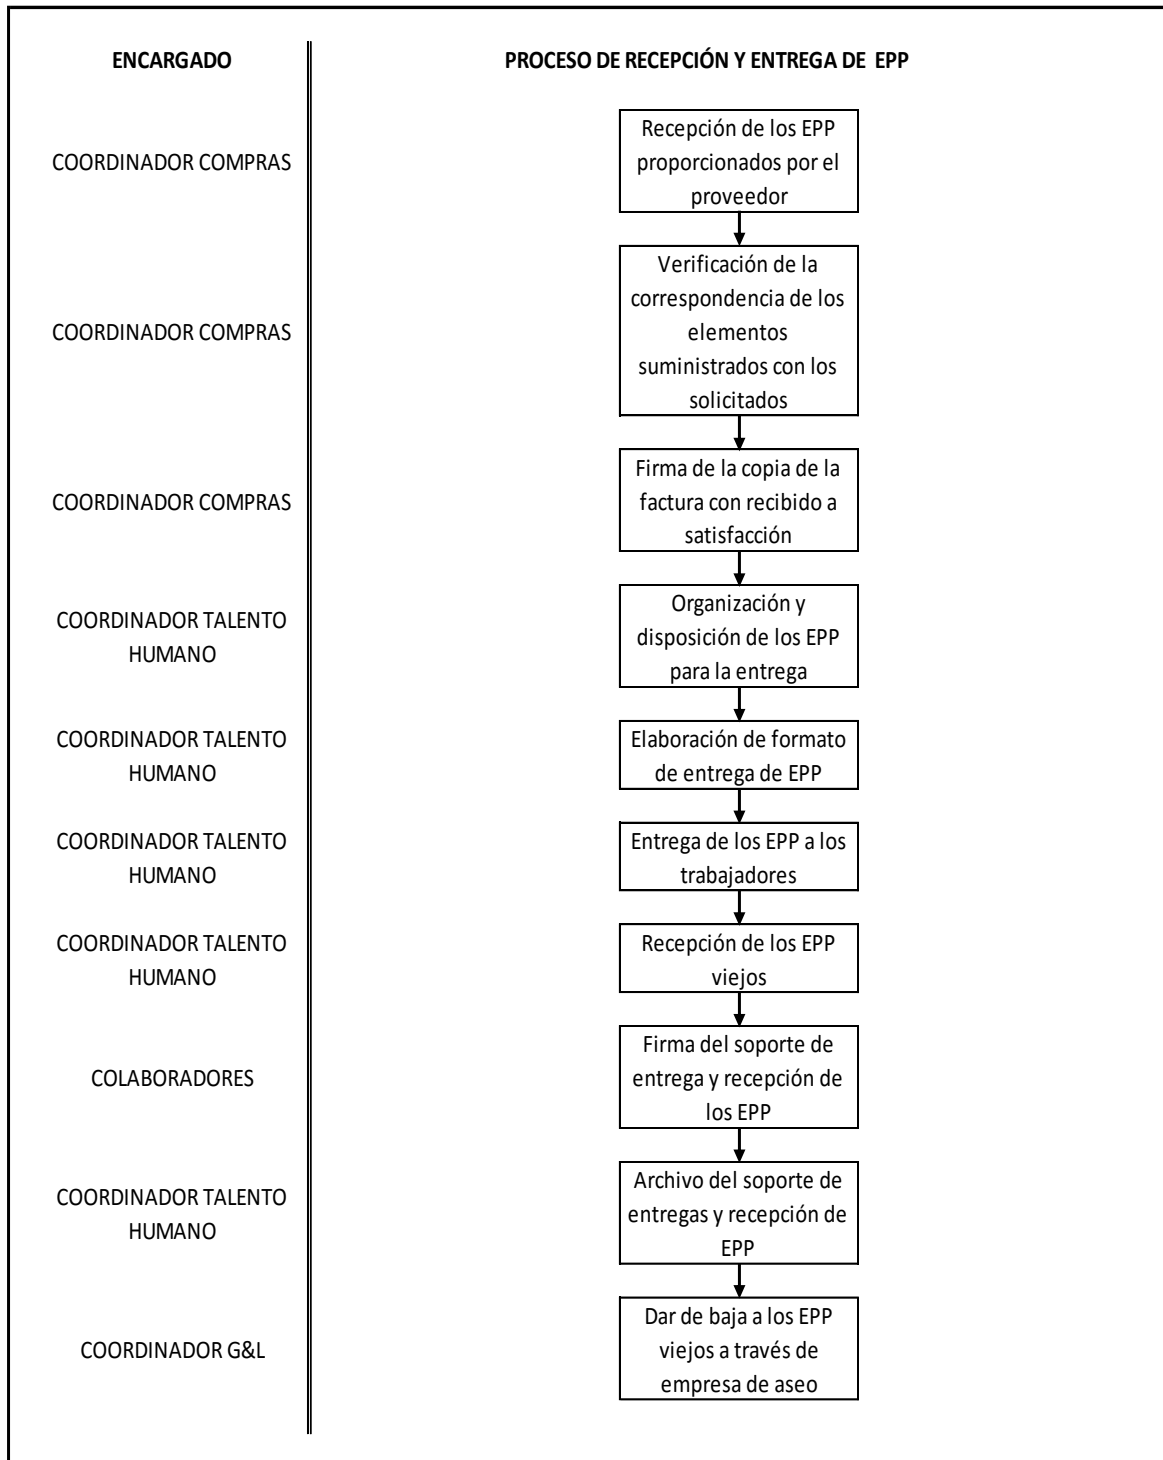 ENCARGADO
PROCESO DE RECEPCIÓN Y ENTREGA DE EPP
COORDINADOR COMPRAS
Recepción de los EPP
proporcionados por el
proveedor
COORDINADOR COMPRAS
Verificación de la
correspondencia de los
elementos
suministrados con los
solicitados
COORDINADOR COMPRAS
Firma de la copia de la
factura con recibido a
satisfacción
COORDINADOR TALENTO
HUMANO
Organización y
disposición de los EPP
para la entrega
COORDINADOR TALENTO
HUMANO
Elaboración de formato
de entrega de EPP
COORDINADOR TALENTO
HUMANO
Entrega de los EPP a los
trabajadores
COORDINADOR TALENTO
HUMANO
Recepción de los EPP
viejos
COLABORADORES
Firma del soporte de
entrega y recepción de
los EPP
COORDINADOR TALENTO
HUMANO
Archivo del soporte de
entregas y recepción de
EPP
COORDINADOR G&L
Dar de baja a los EPP
viejos a través de
empresa de aseo